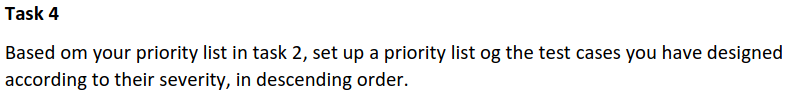 Task 4
Based om your priority list in task 2, set up a priority list og the test cases you have designed
according to their severity, in descending order.